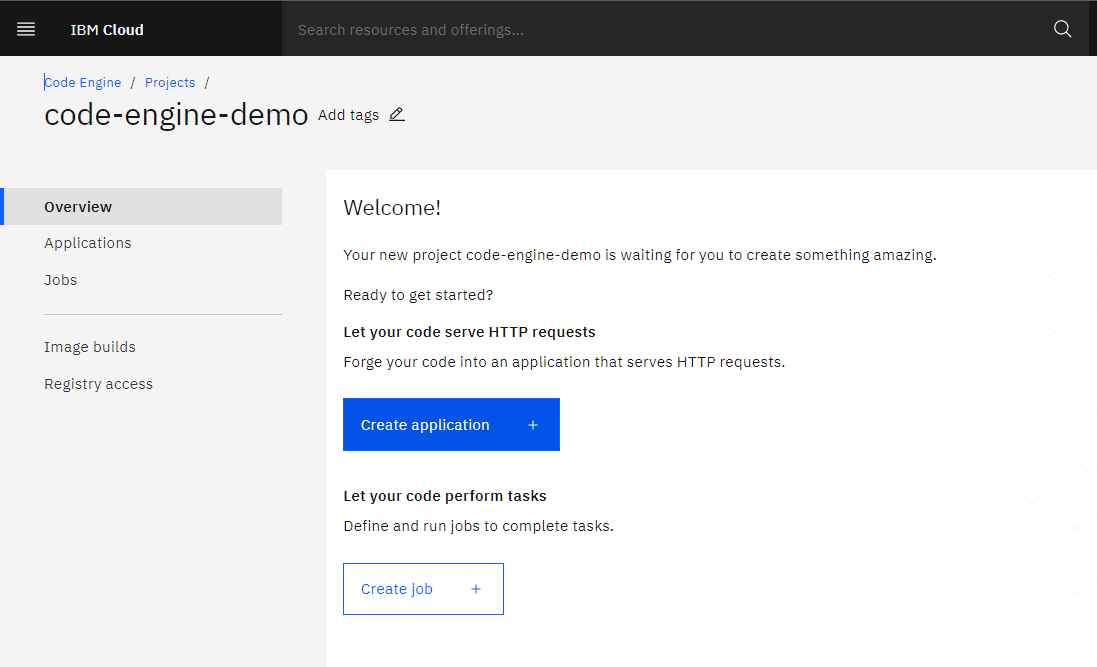 IBM Cloud
Search resources and offerings...
Code Engine / Projects /
code-engine-demo Add tags
Overview
Applications
Jobs
Image builds
Registry access
Welcome!
Your new project code-engine-demo is waiting for you to create something amazing.
Ready to get started?
Let your code serve HTTP requests
Forge your code into an application that serves HTTP requests.
Create application +
Let your code perform tasks
Define and run jobs to complete tasks.
Create job +